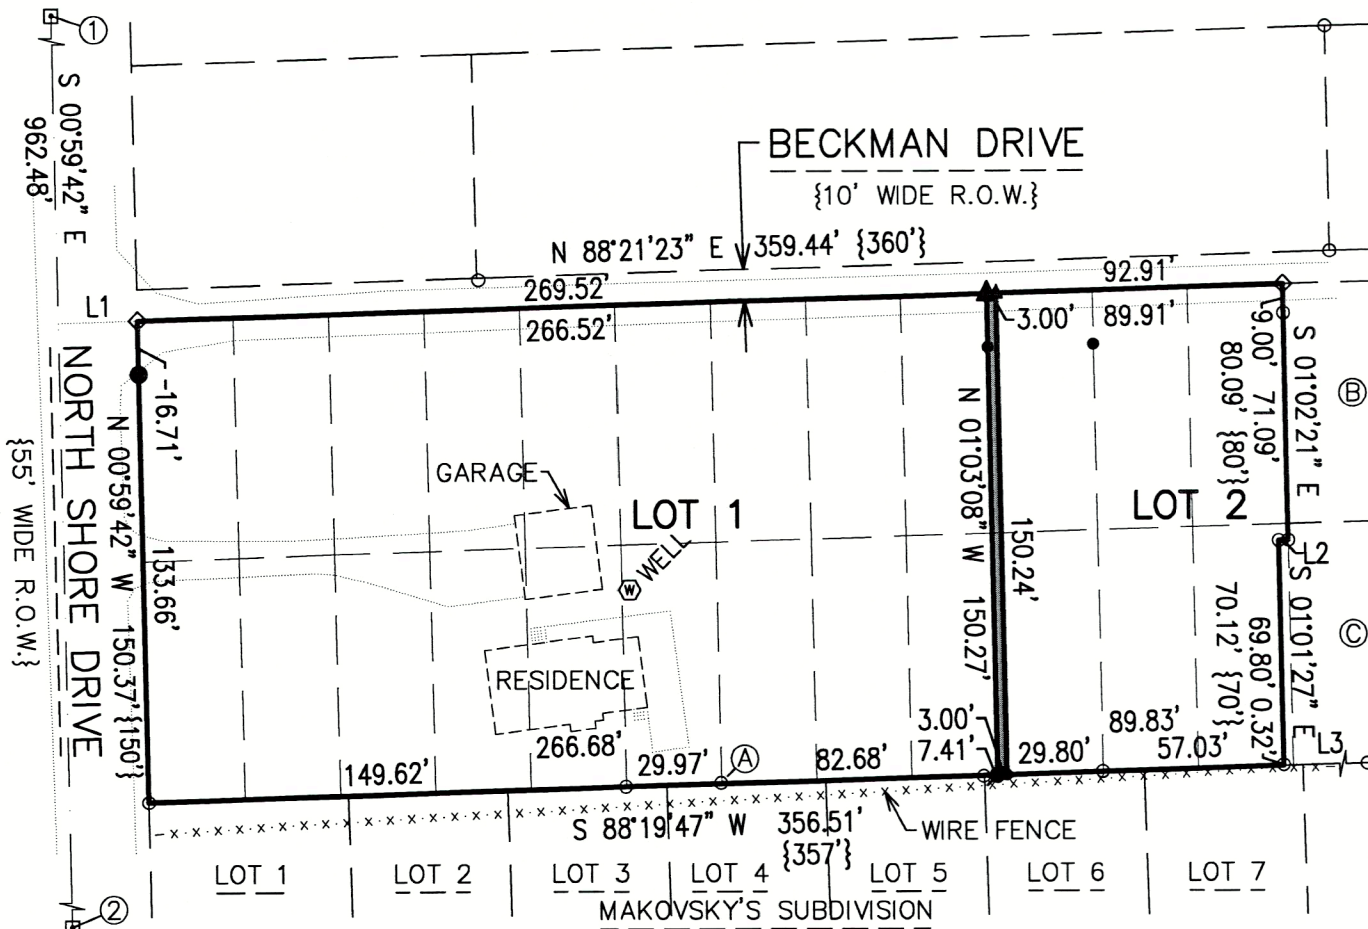 1
S 00°59'42" E
962.48'
BECKMAN DRIVE
{10' WIDE R.O.W.}
N 88°21'23" E 359.44' {360'}
92.91'
269.52'
266.52'
3.00'
89.91'
L1
16.71'
9.00' 71.09'
80.09' {80'}
S 01°02'21" E
B
NORTH SHORE DRIVE
{55' WIDE R.O.W.}
N 00°59'42" W 150.37' {150'}
133.66'
GARAGE
LOT 1
WELL
W
N 01°03'08" W 150.27'
150.24'
LOT 2
L2
S 01°01'27" E
69.80' 0.32'
70.12' {70'}
C
RESIDENCE
3.00'
7.41'
89.83'
29.80'
57.03'
L3
266.68'
149.62'
29.97'
A
82.68'
S 88°19'47" W 356.51'
{357'}
WIRE FENCE
LOT 1
LOT 2
LOT 3
LOT 4
LOT 5
LOT 6
LOT 7
MAKOVSKY'S SUBDIVISION
2